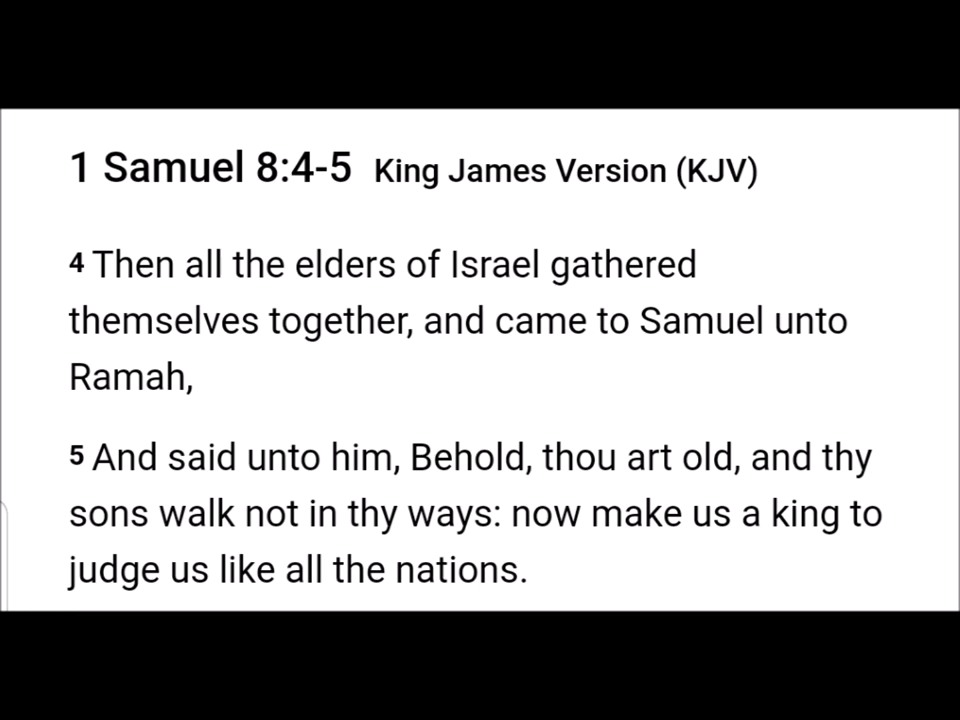 1 Samuel 8:4-5 King James Version (KJV)
4 Then all the elders of Israel gathered
themselves together, and came to Samuel unto
Ramah,
5 And said unto him, Behold, thou art old, and thy
sons walk not in thy ways: now make us a king to
judge us like all the nations.